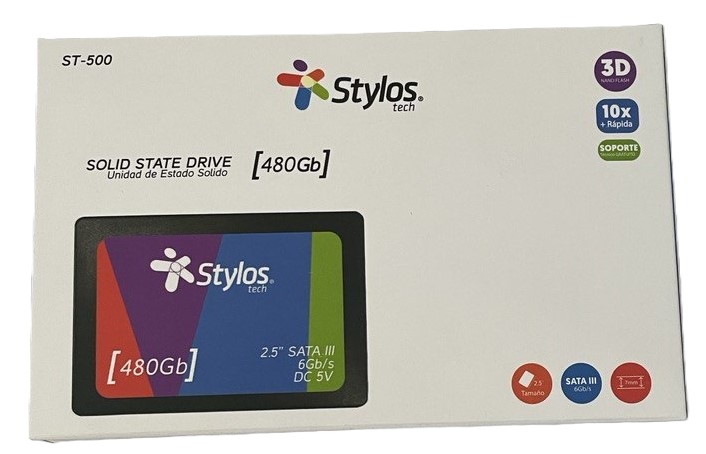 ST-500
Stylos®
tech
3D
NAND FLASH
10x
+ Rápida
SOPORTE
SOLID STATE DRIVE
Unidad de Estado Solido
[480Gb]
Stylos®
tech
[480Gb]
2.5" SATA III
6Gb/s
DC 5V
2.5"
Tamaño
SATA III
6Gb/s
7mm